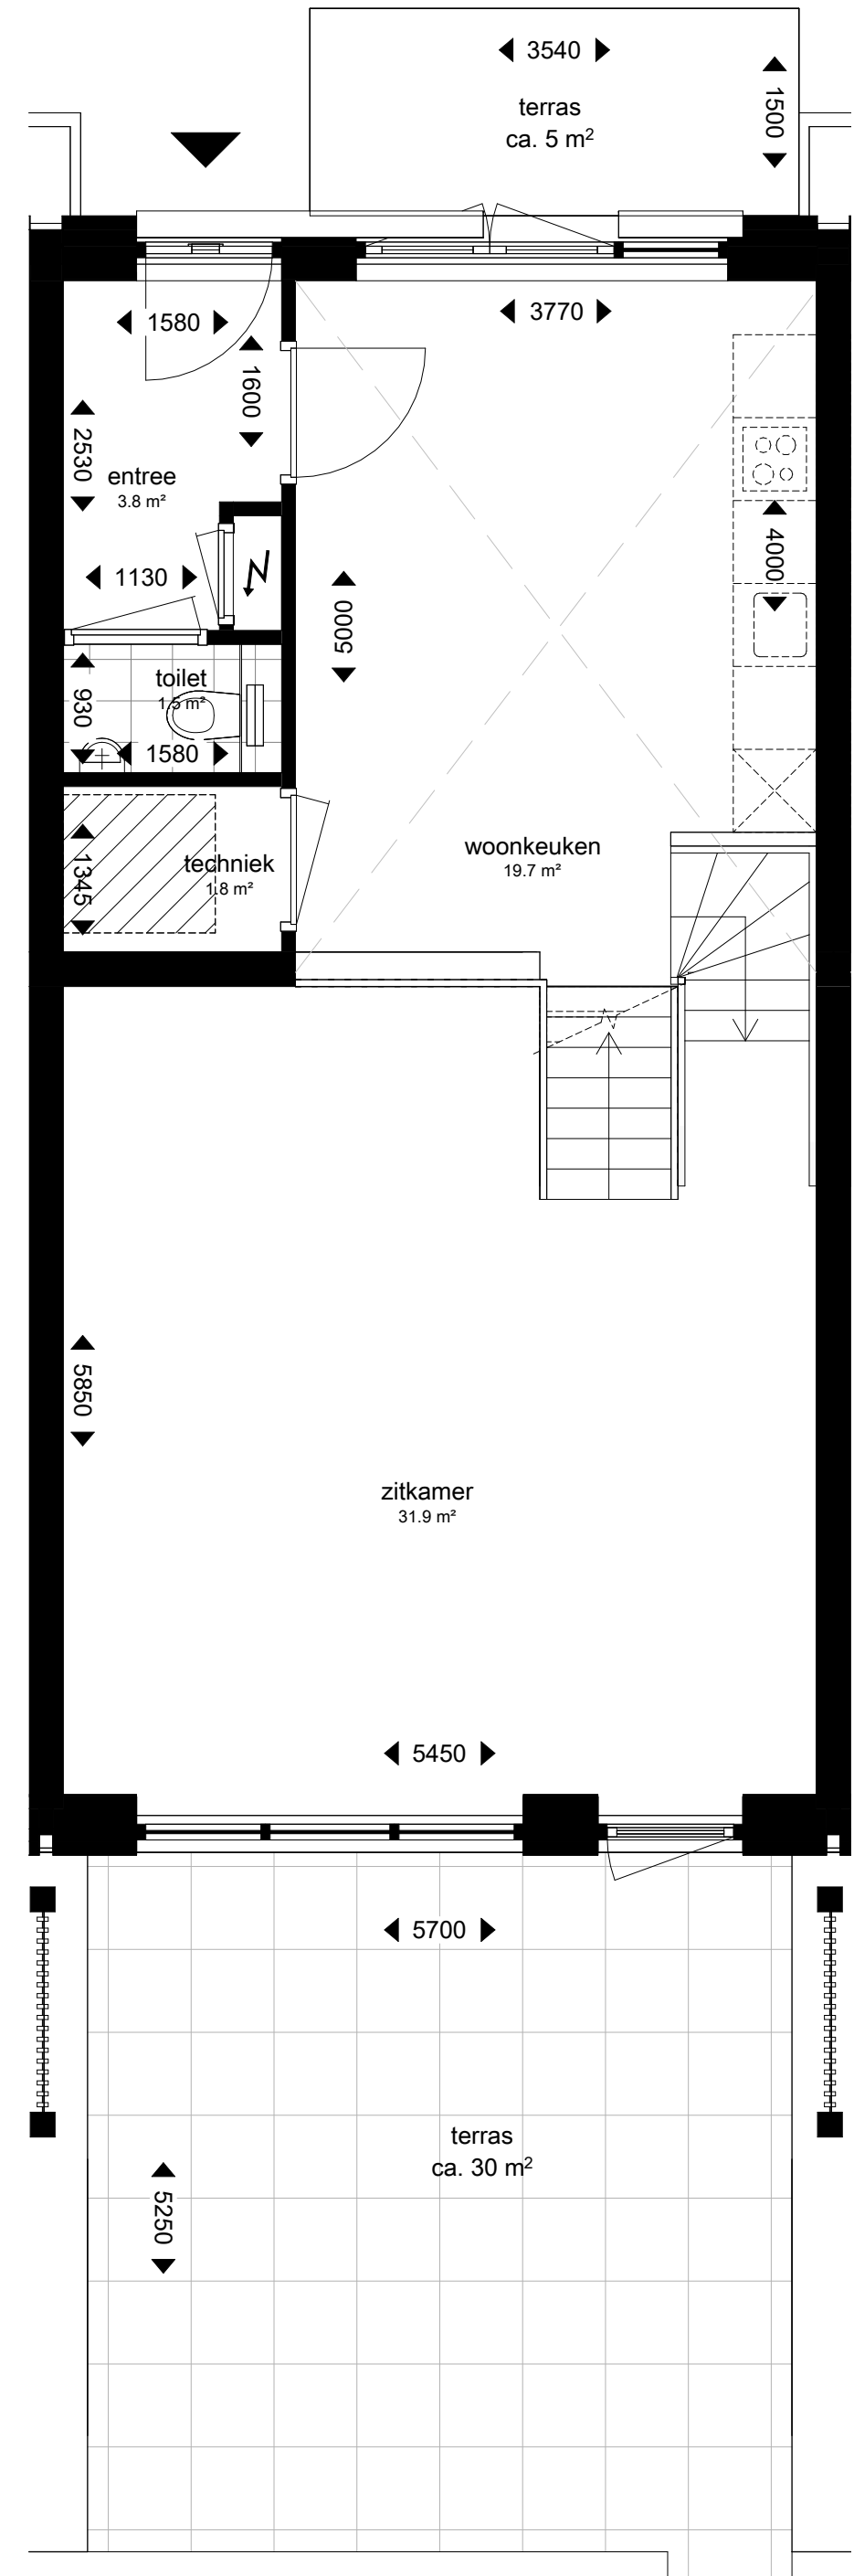 3540
1500
terras
ca. 5 m²
1580
3770
1600
2530
entree
3.8 m²
4000
1130
5000
toilet
1.5 m²
930
1580
woonkeuken
19.7 m²
techniek
1.8 m²
1345
5850
zitkamer
31.9 m²
5450
5700
terras
ca. 30 m²
5250